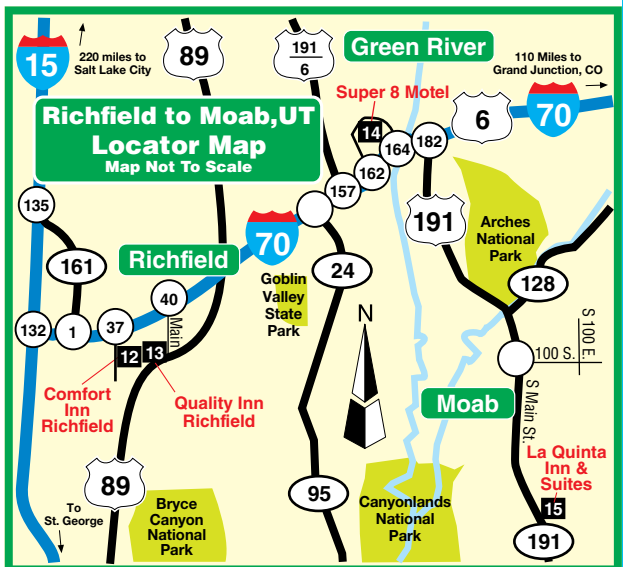 15
220 miles to
Salt Lake City
89
191
6
Green River
110 Miles to
Grand Junction, CO
70
6
Super 8 Motel
14
Richfield to Moab,UT
Locator Map
Map Not To Scale
164
182
162
157
135
191
Arches
National
Park
161
Richfield
70
24
128
Goblin
Valley
State
Park
40
Main
N
132
1
37
12
13
S 100 E.
100 S.
Comfort
Inn
Richfield
Quality Inn
Richfield
Moab
S Main St.
La Quinta
Inn &
Suites
15
89
95
To
St. George
Bryce
Canyon
National
Park
Canyonlands
National
Park
191